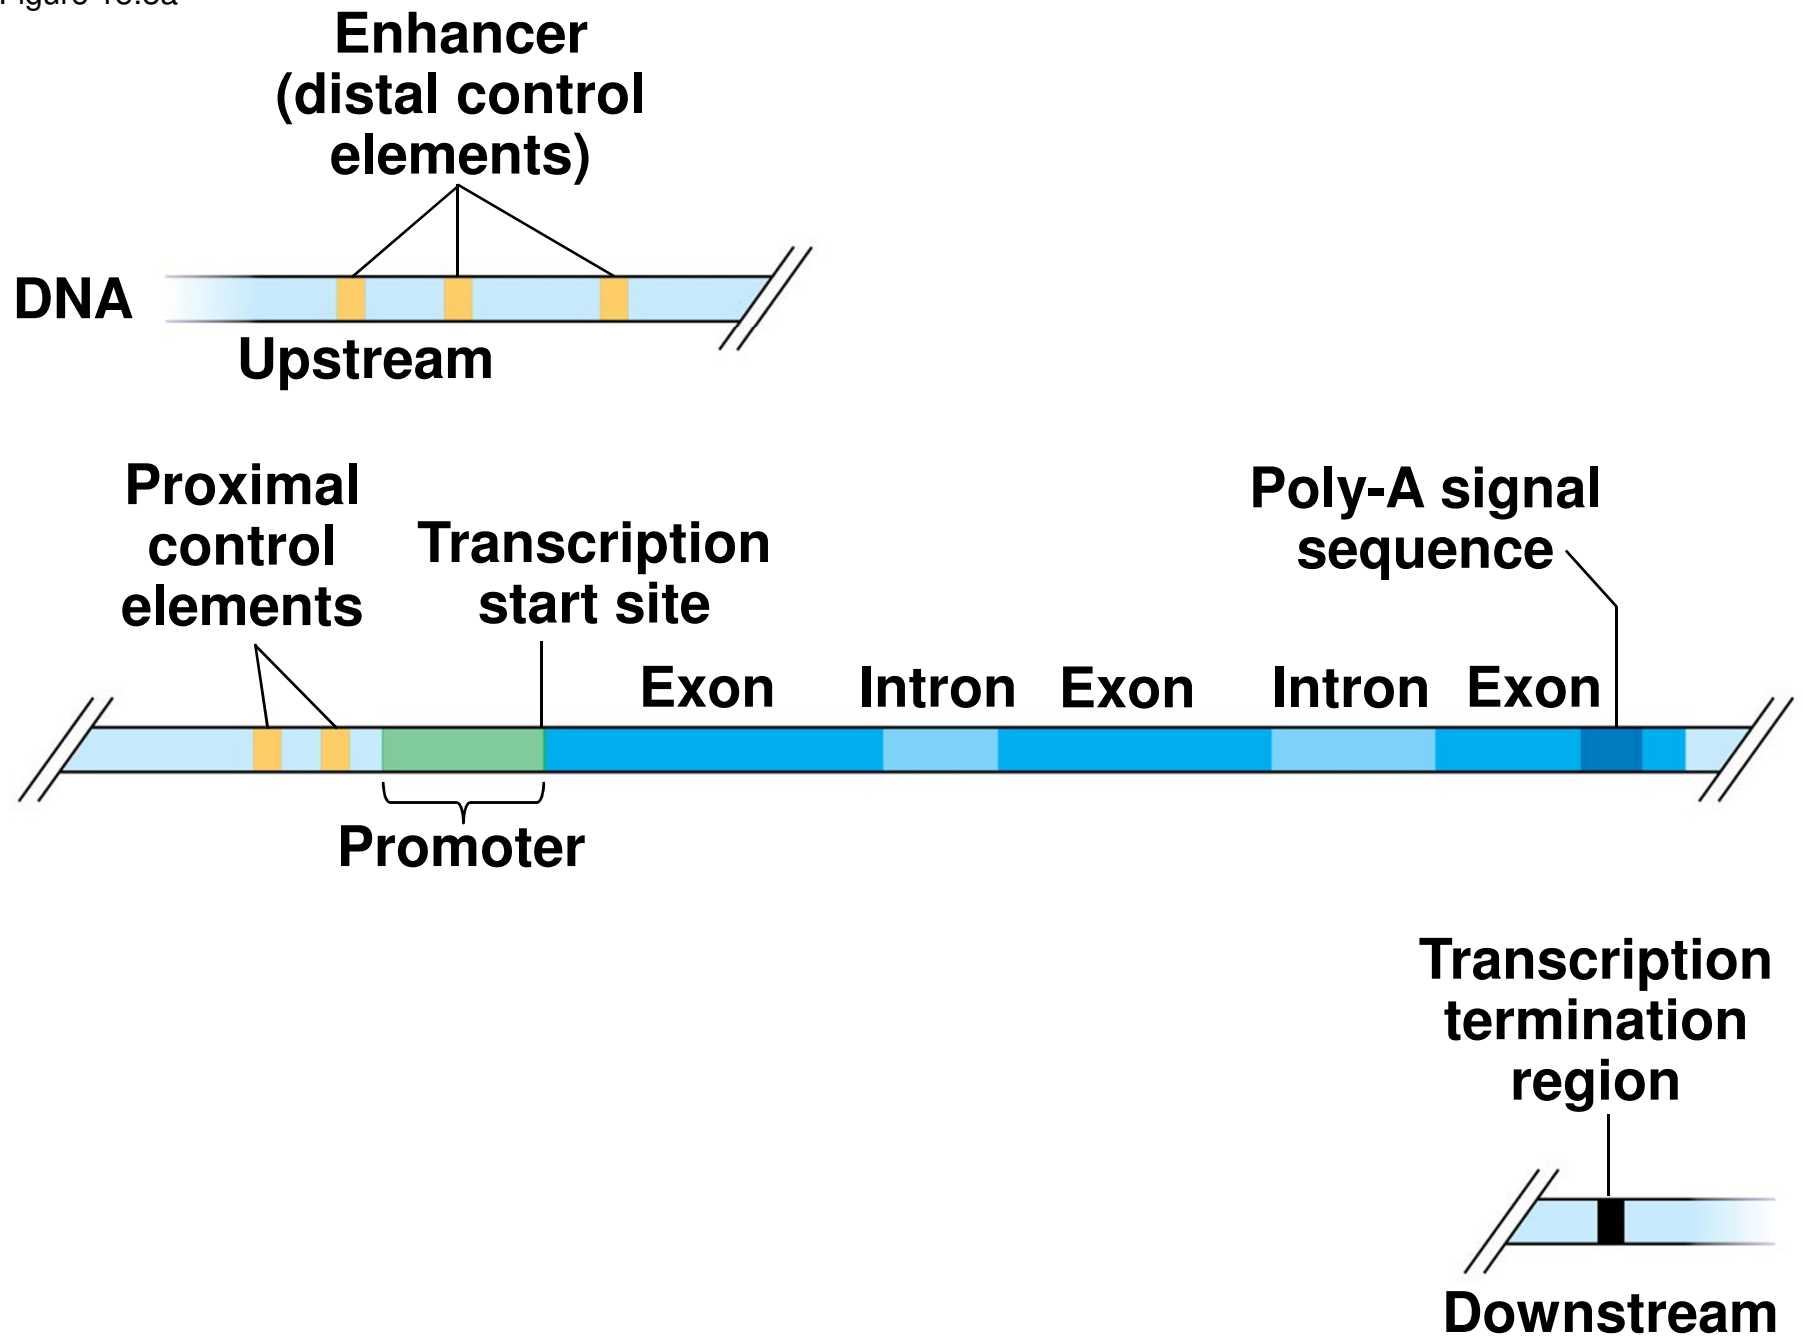 Enhancer
(distal control
elements)
DNA
Upstream
Proximal
control
elements
Transcription
start site
Poly-A signal
sequence
Exon
Intron
Exon
Intron
Exon
Promoter
Transcription
termination
region
Downstream